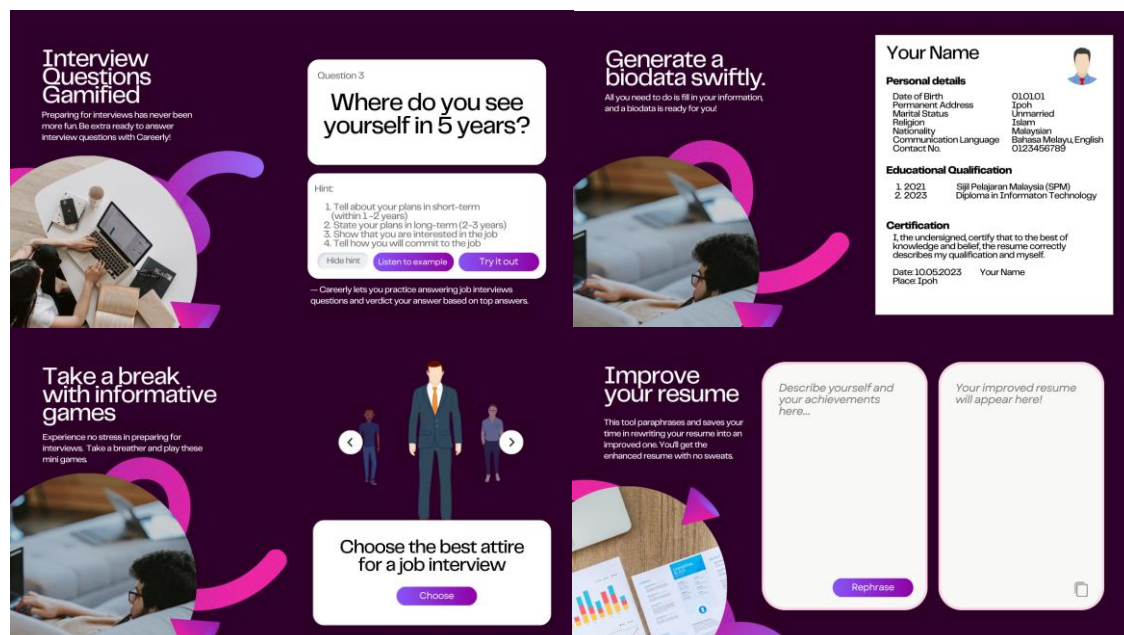 Interview
Questions
Gamified
Preparing for interviews has never been
more fun. Be extra ready to answer
interview questions with Careerly!
Question 3
Where do you see
yourself in 5 years?
Hint:
1. Tell about your plans in short-term
(within 1 -2 years)
2. State your plans in long-term (2-3 years)
3. Show that you are interested in the job
4. Tell how you will commit to the job
Hide hint
Listen to example
Try it out
— Careerly lets you practice answering job interviews
questions and verdict your answer based on top answers.
Generate a
biodata swiftly.
All you need to do is fill in your information,
and a biodata is ready for you!
Your Name
Personal details
Date of Birth 01.01.01
Permanent Address Ipoh
Marital Status Unmarried
Religion Islam
Nationality Malaysian
Communication Language Bahasa Melayu, English
Contact No. 0123456789
Educational Qualification
1. 2021 Sijil Pelajaran Malaysia (SPM)
2. 2023 Diploma in Informaton Technology
Certification
I, the undersigned, certify that to the best of
knowledge and belief, the resume correctly
describes my qualification and myself.
Date: 10.05.2023 Your Name
Place: Ipoh
Take a break
with informative
games
Experience no stress in preparing for
interviews. Take a breather and play these
mini games.
Choose the best attire
for a job interview
Choose
Improve
your resume
This tool paraphrases and saves your
time in rewriting your resume into an
improved one. You'll get the
enhanced resume with no sweats.
Describe yourself and
your achievements
here...
Rephrase
Your improved resume
will appear here!